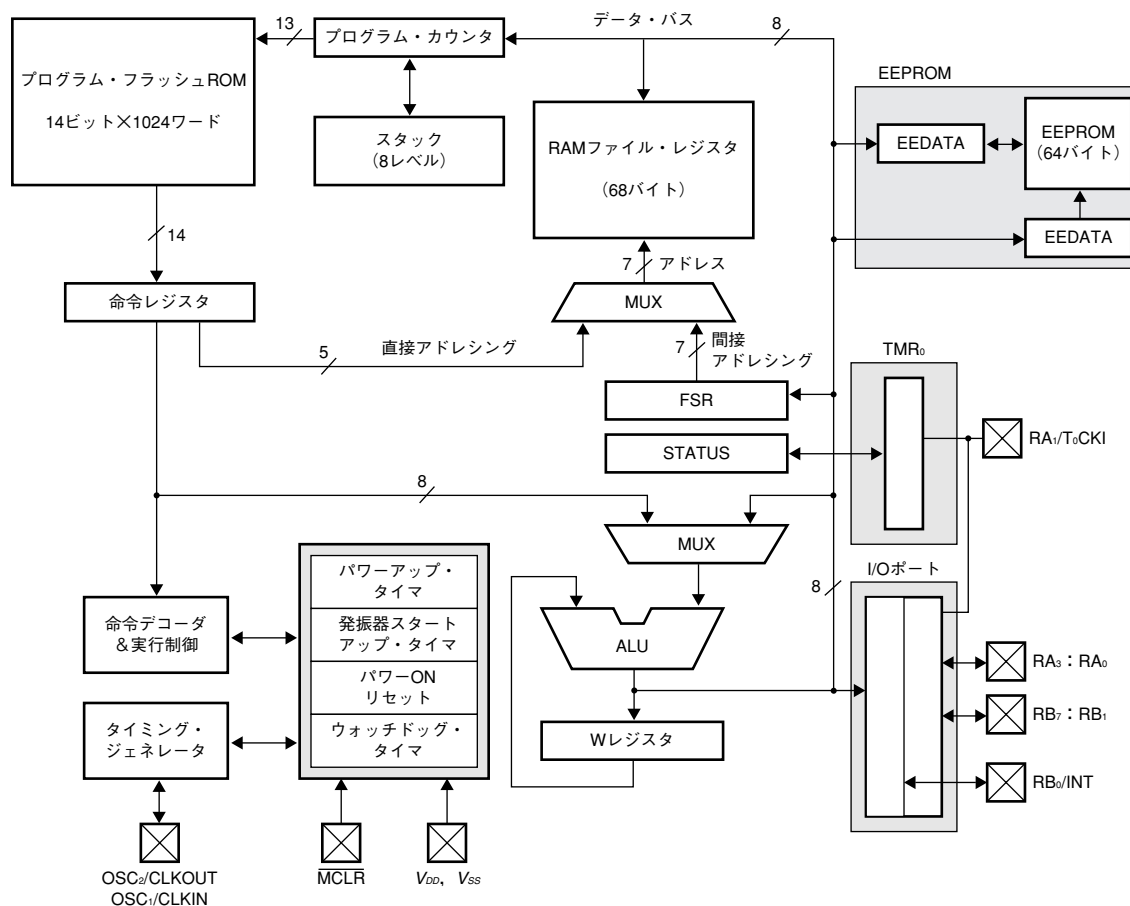 13
プログラム・カウンタ
データ・バス
8
プログラム・フラッシュROM
14ビット×1024ワード
スタック
(8レベル)
RAMファイル・レジスタ
(68バイト)
EEPROM
EEDATA
EEPROM
(64バイト)
EEDATA
14
7
アドレス
命令レジスタ
MUX
5
直接アドレシング
7
間接
アドレシング
FSR
STATUS
TMR₀
RA₁/T₀CKI
8
MUX
パワーアップ・
タイマ
発振器スタート
アップ・タイマ
パワーON
リセット
ウォッチドッグ・
タイマ
命令デコーダ
&実行制御
タイミング・
ジェネレータ
ALU
Wレジスタ
8
I/Oポート
RA₃:RA₀
RB₇:RB₁
RB₀/INT
OSC₂/CLKOUT
OSC₁/CLKIN
MCLR
VDD, VSS